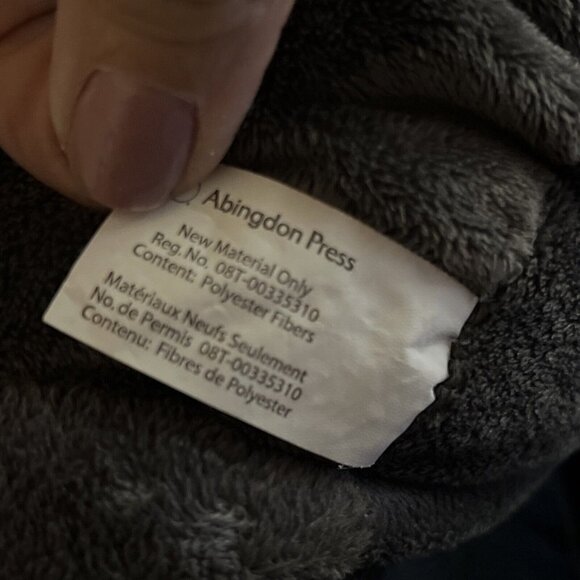 Abingdon Press
New Material Only
Reg. No. 08T-00335310
Content: Polyester Fibers
Matériaux Neufs Seulement
No. de Permis 08T-00335310
Contenu: Fibres de Polyester